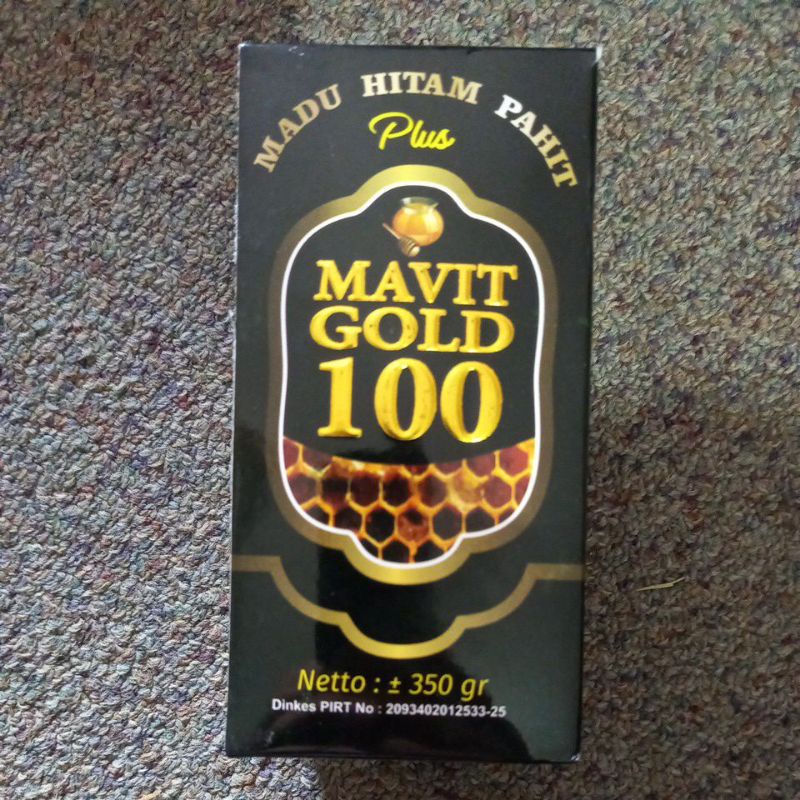 MADU HITAM PAHIT
Plus
MAVIT
GOLD
100
Netto : ± 350 gr
Dinkes PIRT No : 2093402012533-25